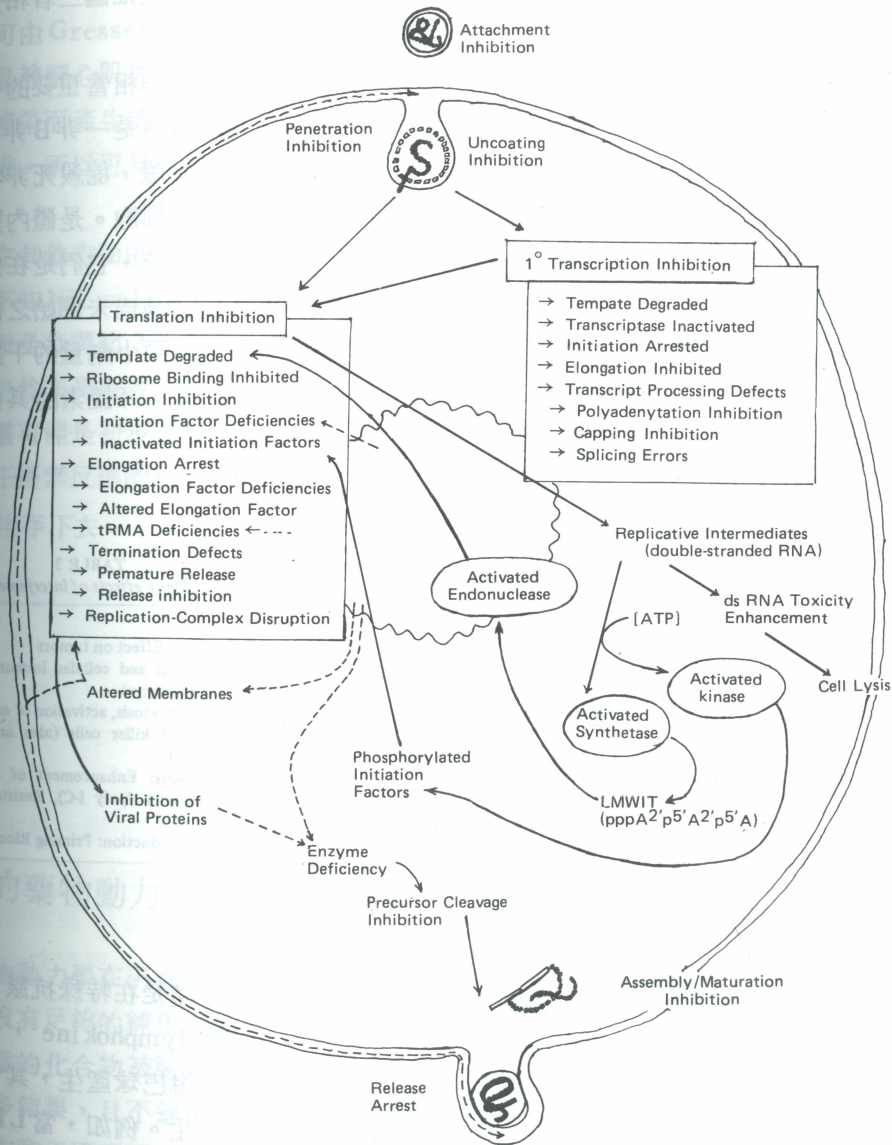 Attachment
Inhibition
Penetration
Inhibition
Uncoating
Inhibition
1° Transcription Inhibition
→ Tempate Degraded
→ Transcriptase Inactivated
→ Initiation Arrested
→ Elongation Inhibited
→ Transcript Processing Defects
→ Polyadenytation Inhibition
→ Capping Inhibition
→ Splicing Errors
Translation Inhibition
→ Template Degraded
→ Ribosome Binding Inhibited
→ Initiation Inhibition
→ Initation Factor Deficiencies
→ Inactivated Initiation Factors
→ Elongation Arrest
→ Elongation Factor Deficiencies
→ Altered Elongation Factor
→ tRMA Deficiencies
→ Termination Defects
→ Premature Release
→ Release inhibition
→ Replication-Complex Disruption
Replicative Intermediates
(double-stranded RNA)
Activated
Endonuclease
[ATP]
ds RNA Toxicity
Enhancement
Cell Lysis
Activated
kinase
Activated
Synthetase
Altered Membranes
Phosphorylated
Initiation
Factors
LMWIT
(pppA2'p5'A2'p5'A)
Inhibition of
Viral Proteins
Enzyme
Deficiency
Precursor Cleavage
Inhibition
Assembly/Maturation
Inhibition
Release
Arrest